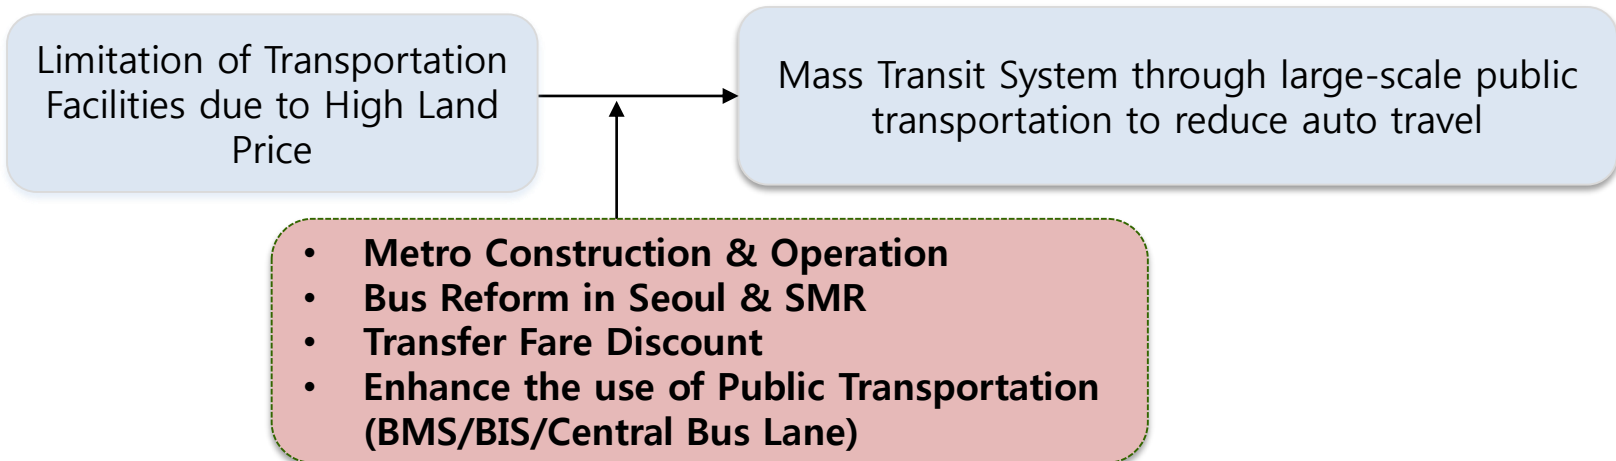 Limitation of Transportation
Facilities due to High Land
Price
Mass Transit System through large-scale public
transportation to reduce auto travel
• Metro Construction & Operation
• Bus Reform in Seoul & SMR
• Transfer Fare Discount
• Enhance the use of Public Transportation
(BMS/BIS/Central Bus Lane)